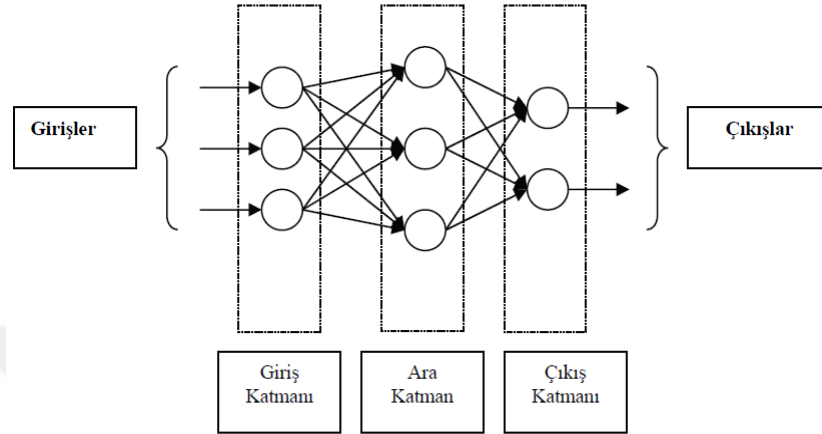 Girişler
Çıkışlar
Giriş
Katmanı
Ara
Katman
Çıkış
Katmanı